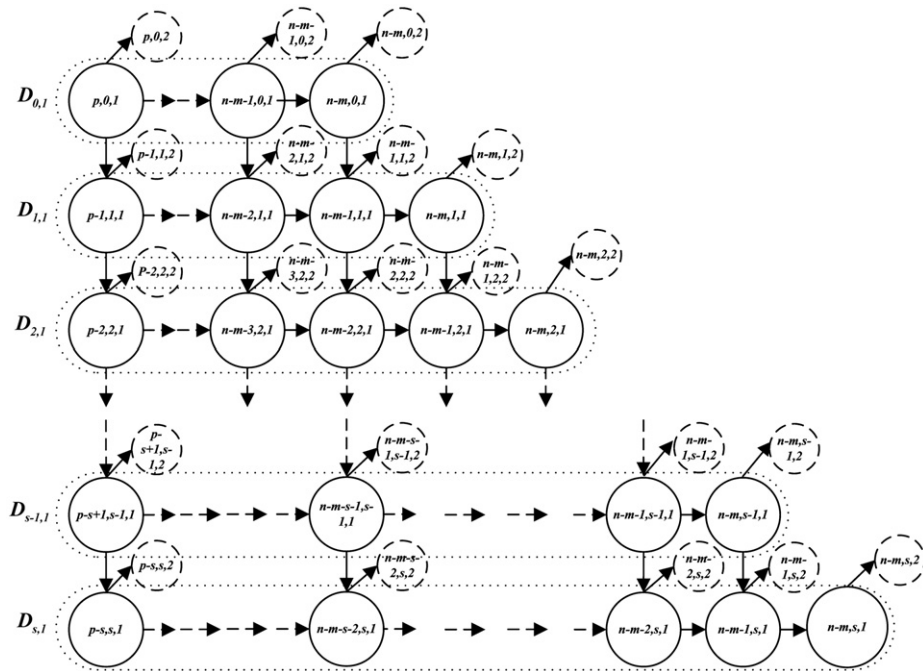 p,0,2
n-m-
1,0,2
n-m,0,2
D0,1
p,0,1
n-m-1,0,1
n-m,0,1
p-1,1,2
n-m-
2,1,2
n-m-
1,1,2
n-m,1,2
D1,1
p-1,1,1
n-m-2,1,1
n-m-1,1,1
n-m,1,1
P-2,2,2
n-m-
3,2,2
n-m-
2,2,2
n-m-
1,2,2
n-m,2,2
D2,1
p-2,2,1
n-m-3,2,1
n-m-2,2,1
n-m-1,2,1
n-m,2,1
p-
s+1,s-
1,2
n-m-s-
1,s-1,2
n-m-
1,s-1,2
n-m,s-
1,2
Ds-1,1
p-s+1,s-1,1
n-m-s-1,s-
1,1
n-m-1,s-1,1
n-m,s-1,1
p-s,s,2
n-m-s-
2,s,2
n-m-
2,s,2
n-m-
1,s,2
n-m,s,2
Ds,1
p-s,s,1
n-m-s-2,s,1
n-m-2,s,1
n-m-1,s,1
n-m,s,1